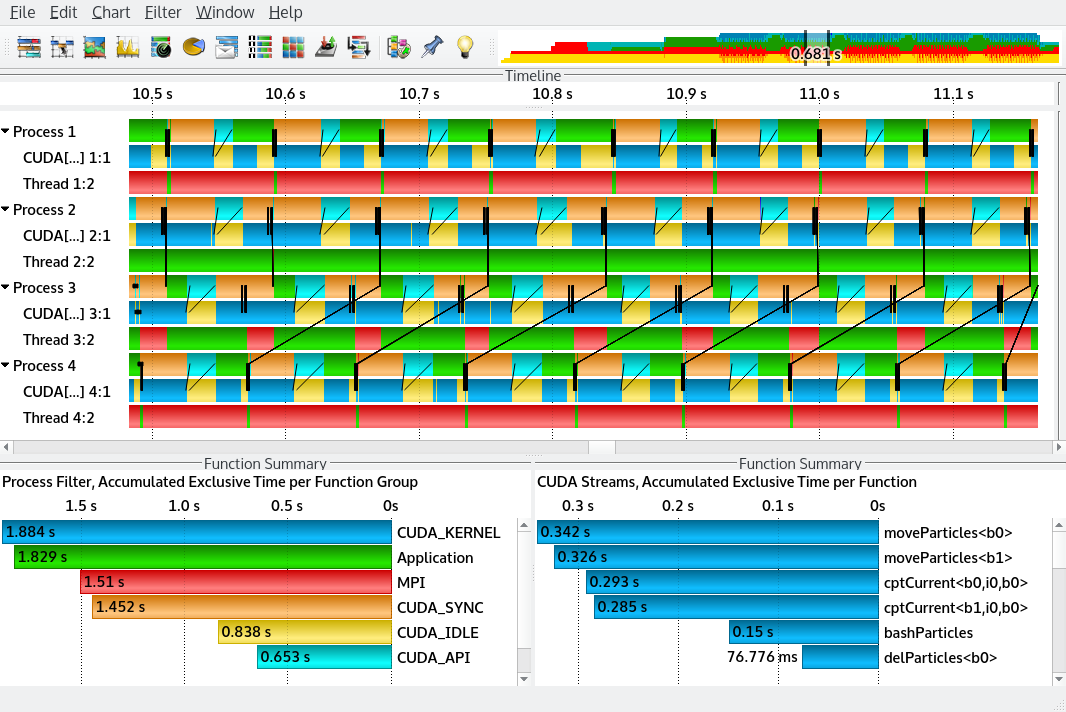 File Edit Chart Filter Window Help
0.681 s
Timeline
10.5 s 10.6 s 10.7 s 10.8 s 10.9 s 11.0 s 11.1 s
Process 1
CUDA[...] 1:1
Thread 1:2
Process 2
CUDA[...] 2:1
Thread 2:2
Process 3
CUDA[...] 3:1
Thread 3:2
Process 4
CUDA[...] 4:1
Thread 4:2
Function Summary
Process Filter, Accumulated Exclusive Time per Function Group
1.5 s 1.0 s 0.5 s 0s
1.884 s CUDA_KERNEL
1.829 s Application
1.51 s MPI
1.452 s CUDA_SYNC
0.838 s CUDA_IDLE
0.653 s CUDA_API
Function Summary
CUDA Streams, Accumulated Exclusive Time per Function
0.3 s 0.2 s 0.1 s 0s
0.342 s moveParticles<b0>
0.326 s moveParticles<b1>
0.293 s cptCurrent<b0,i0,b0>
0.285 s cptCurrent<b1,i0,b0>
0.15 s bashParticles
76.776 ms delParticles<b0>